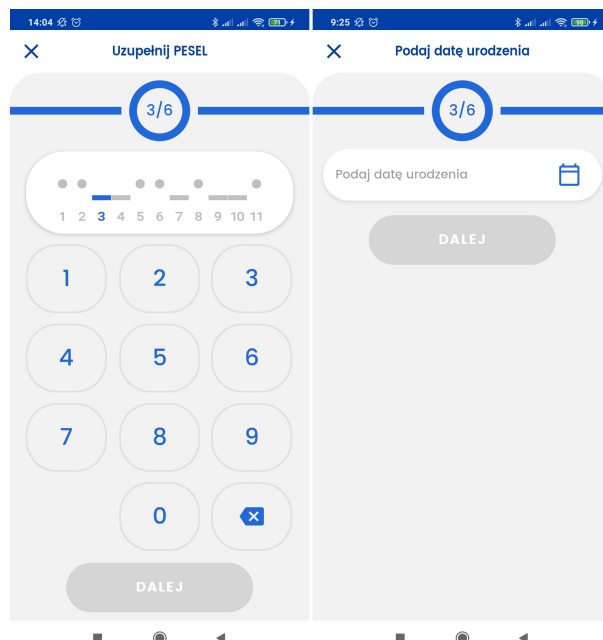 14:04 71
Uzupełnij PESEL
3/6
1 2 3 4 5 6 7 8 9 10 11
1 2 3
4 5 6
7 8 9
0
DALEJ
9:25 98
Podaj datę urodzenia
3/6
Podaj datę urodzenia
DALEJ